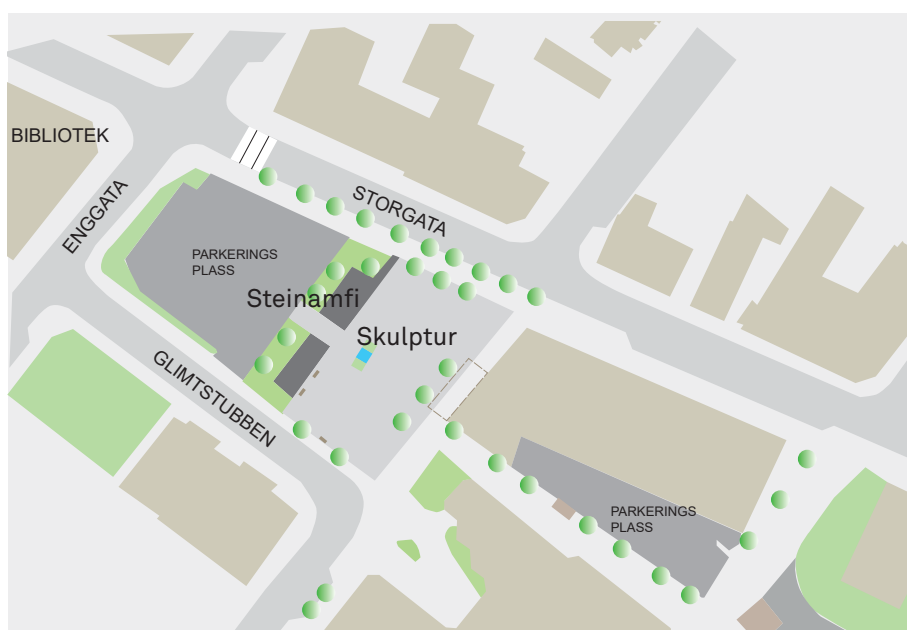 BIBLIOTEK
ENGGATA
STORGATA
PARKERINGS
PLASS
Steinamfi
Skulptur
GLIMTSTUBBEN
PARKERINGS
PLASS